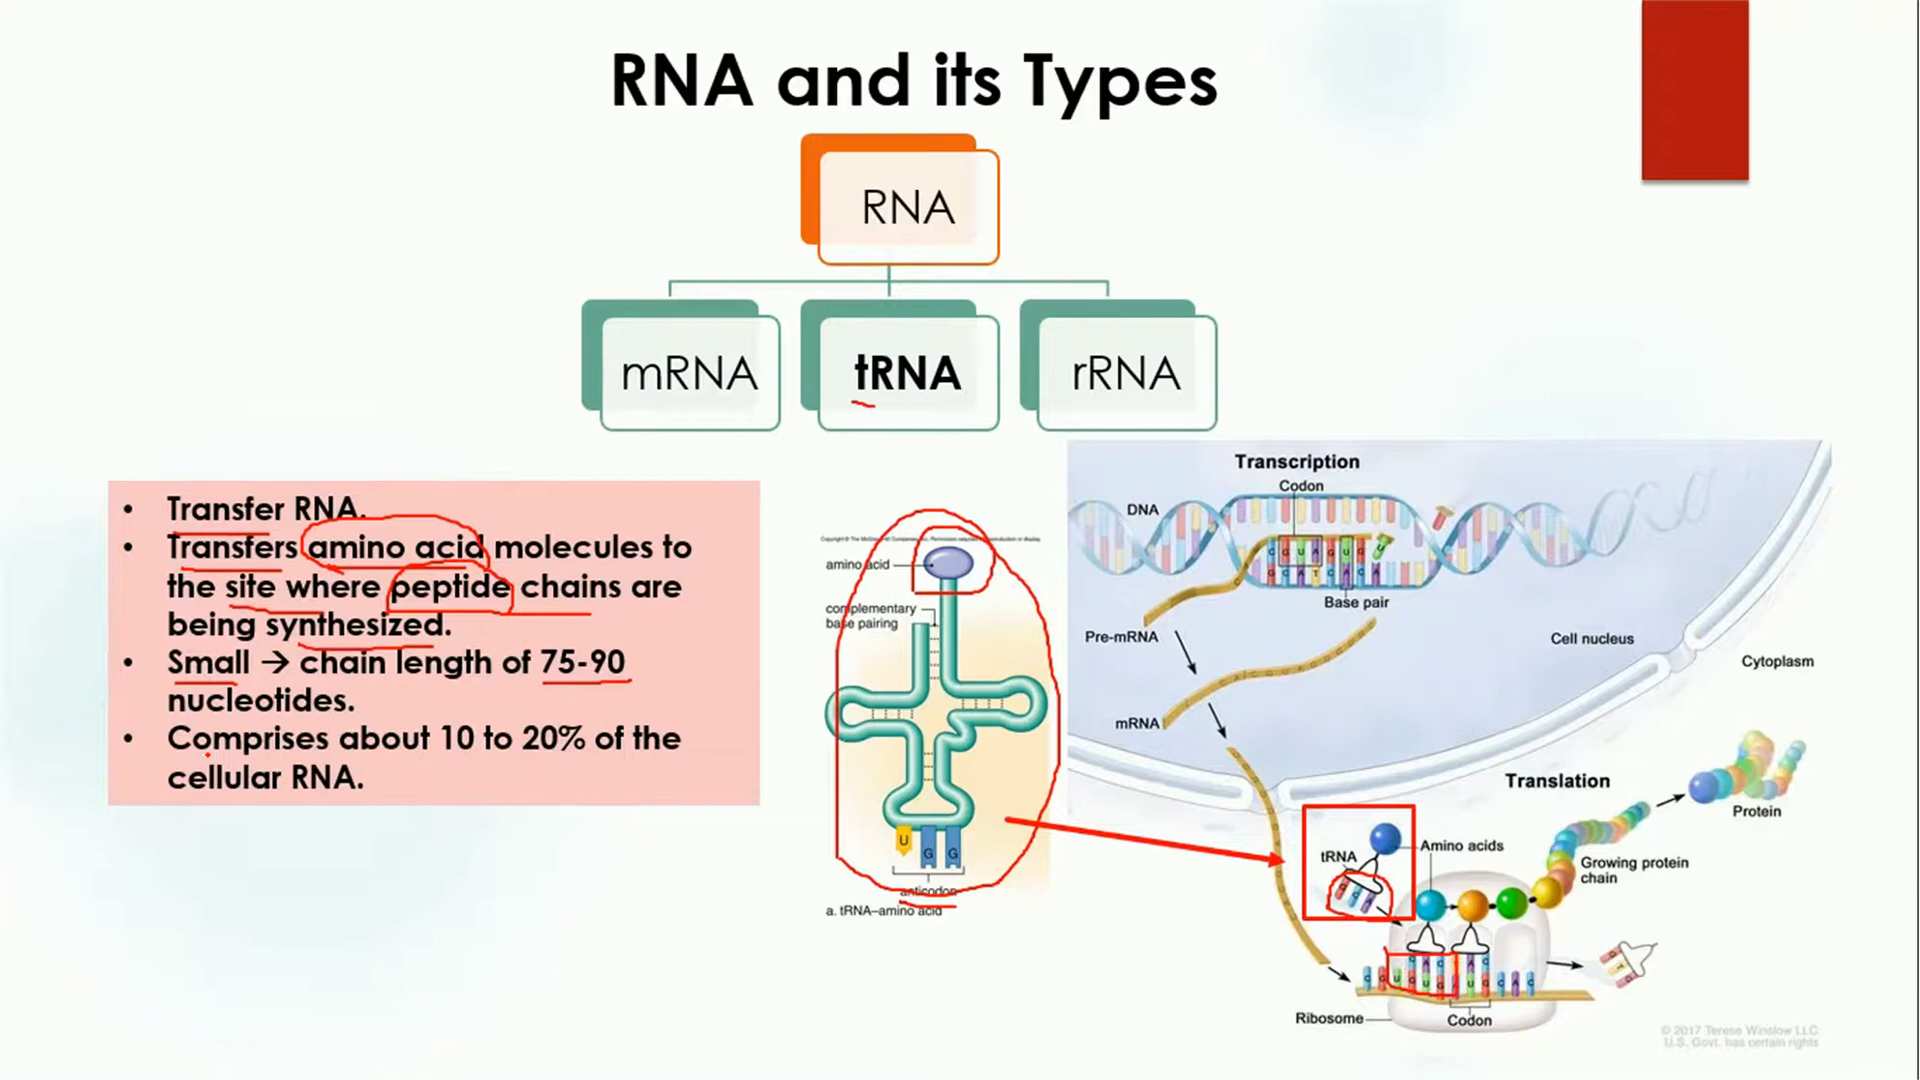 RNA and its Types
RNA
mRNA
tRNA
rRNA
• Transfer RNA.
• Transfers amino acid molecules to
the site where peptide chains are
being synthesized.
• Small → chain length of 75-90
nucleotides.
• Comprises about 10 to 20% of the
cellular RNA.
amino acid
complementary
base pairing
U G G
anticodon
a. tRNA–amino acid
Transcription
Codon
DNA
Base pair
Pre-mRNA
Cell nucleus
Cytoplasm
mRNA
Translation
Protein
tRNA
Amino acids
Growing protein
chain
Ribosome
Codon
© 2017 Terese Winslow LLC
U.S. Govt. has certain rights